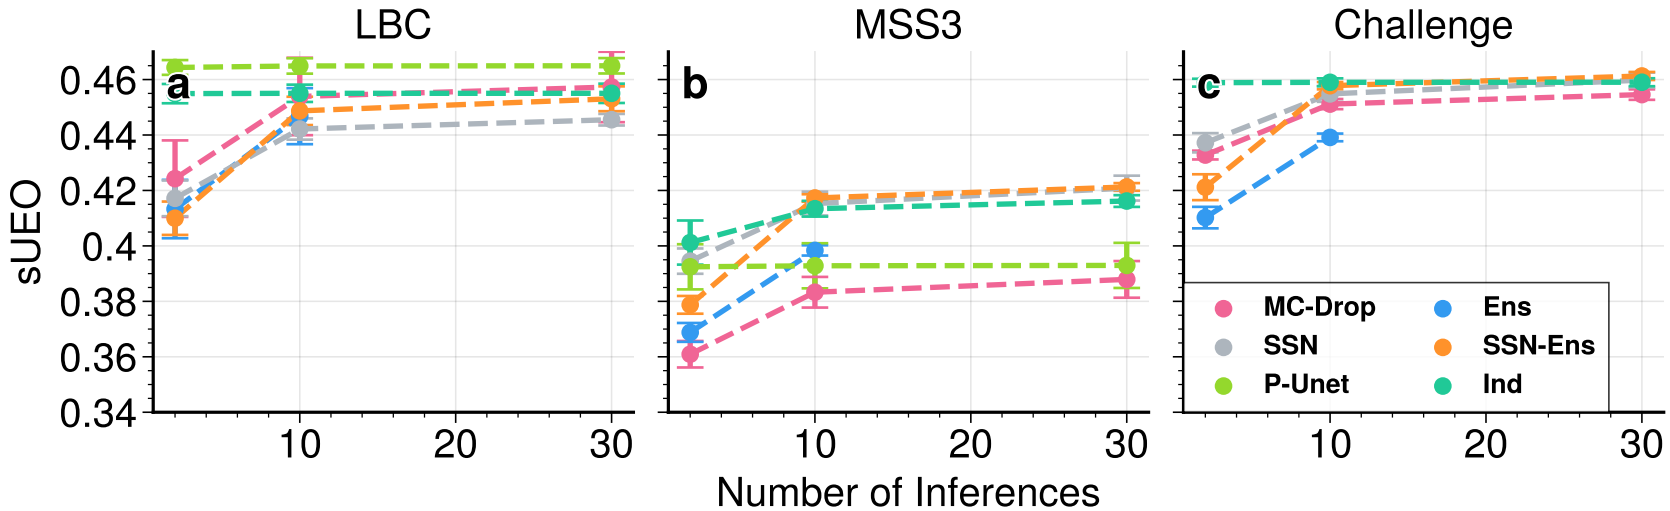 LBC MSS3 Challenge
a b c
sUEO
0.46
0.44
0.42
0.4
0.38
0.36
0.34
10 20 30 10 20 30 10 20 30
Number of Inferences
MC-Drop Ens
SSN SSN-Ens
P-Unet Ind